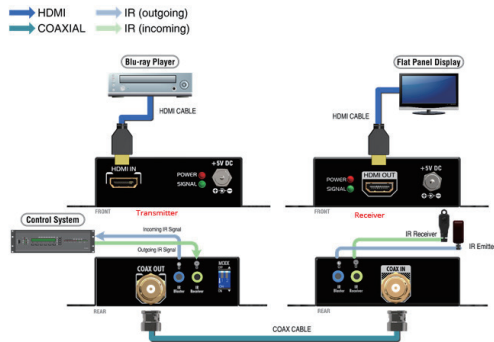 HDMI
IR (outgoing)
COAXIAL
IR (incoming)
Blu-ray Player
Flat Panel Display
HDMI CABLE
HDMI CABLE
HDMI IN
POWER
SIGNAL
+5V DC
POWER
SIGNAL
HDMI OUT
+5V DC
FRONT
Transmitter
FRONT
Receiver
Control System
Incoming IR Signal
Outgoing IR Signal
IR Receiver
IR Emitte
COAX OUT
IR
Blaster
IR
Receiver
MODE
IR
Blaster
IR
Receiver
COAX IN
REAR
REAR
COAX CABLE